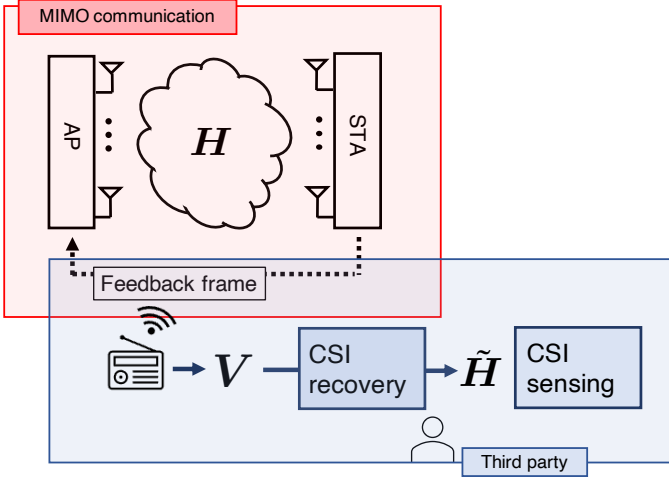 MIMO communication
AP
H
STA
Feedback frame
V
CSI
recovery
H̃
CSI
sensing
Third party